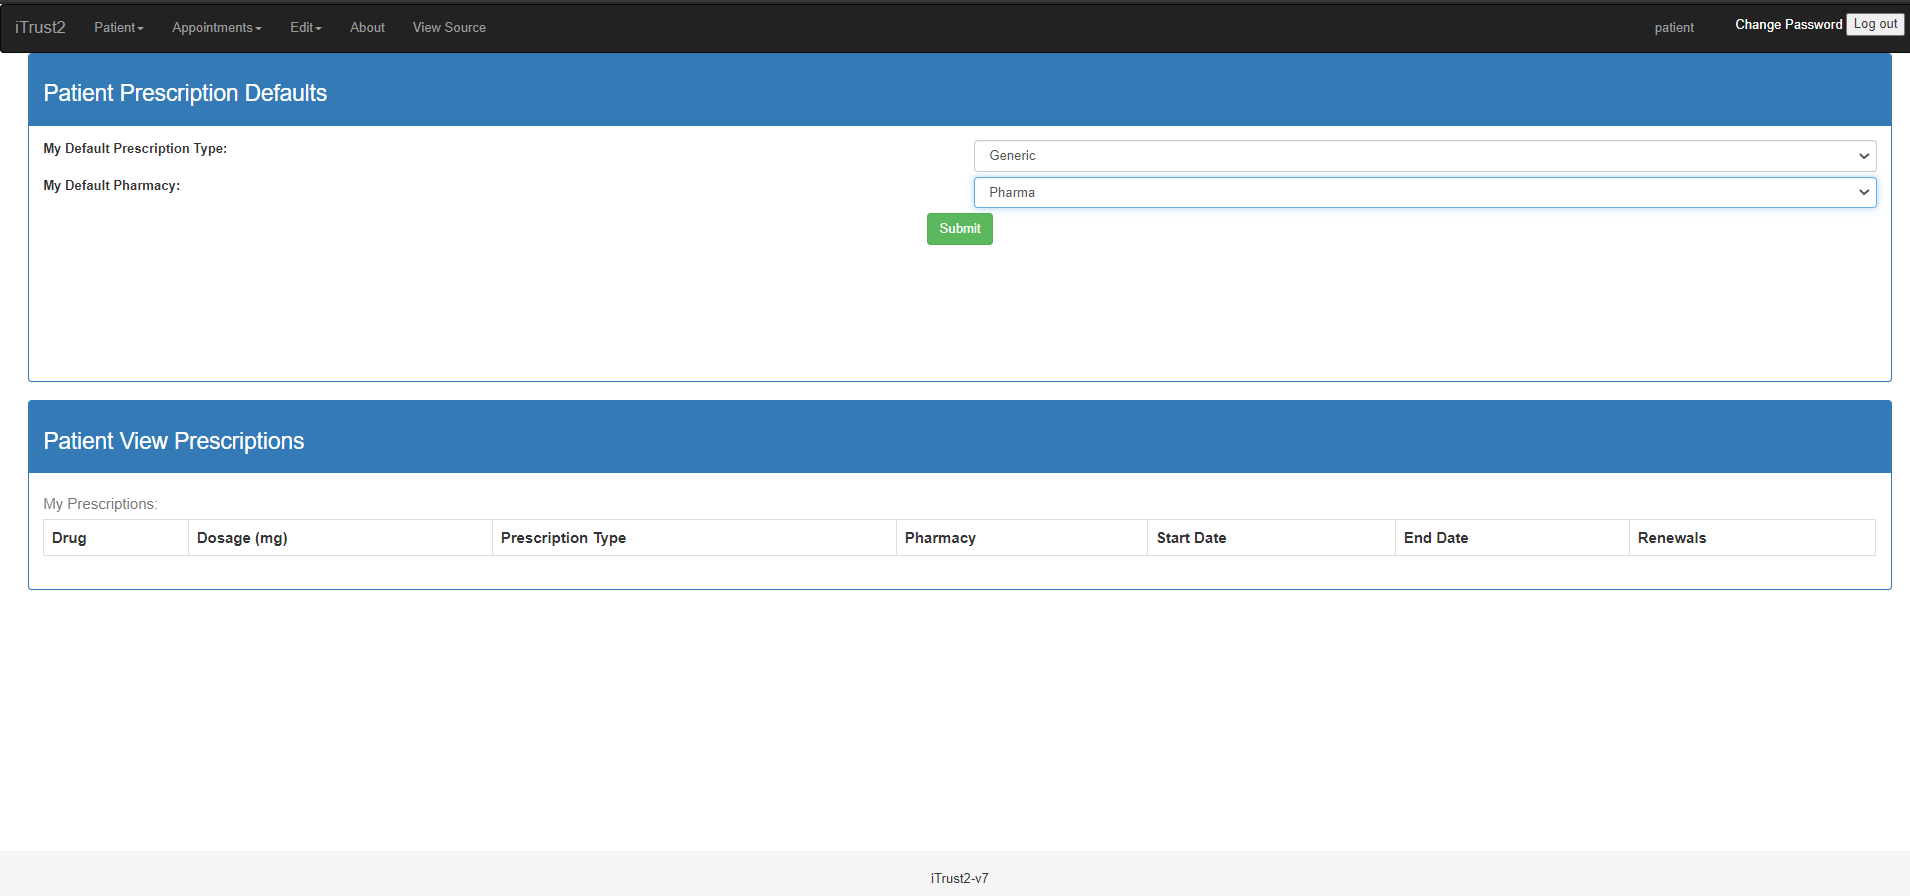 iTrust2 Patient Appointments Edit About View Source patient Change Password Log out
Patient Prescription Defaults
My Default Prescription Type: Generic
My Default Pharmacy: Pharma
Submit
Patient View Prescriptions
My Prescriptions:
Drug Dosage (mg) Prescription Type Pharmacy Start Date End Date Renewals
iTrust2-v7